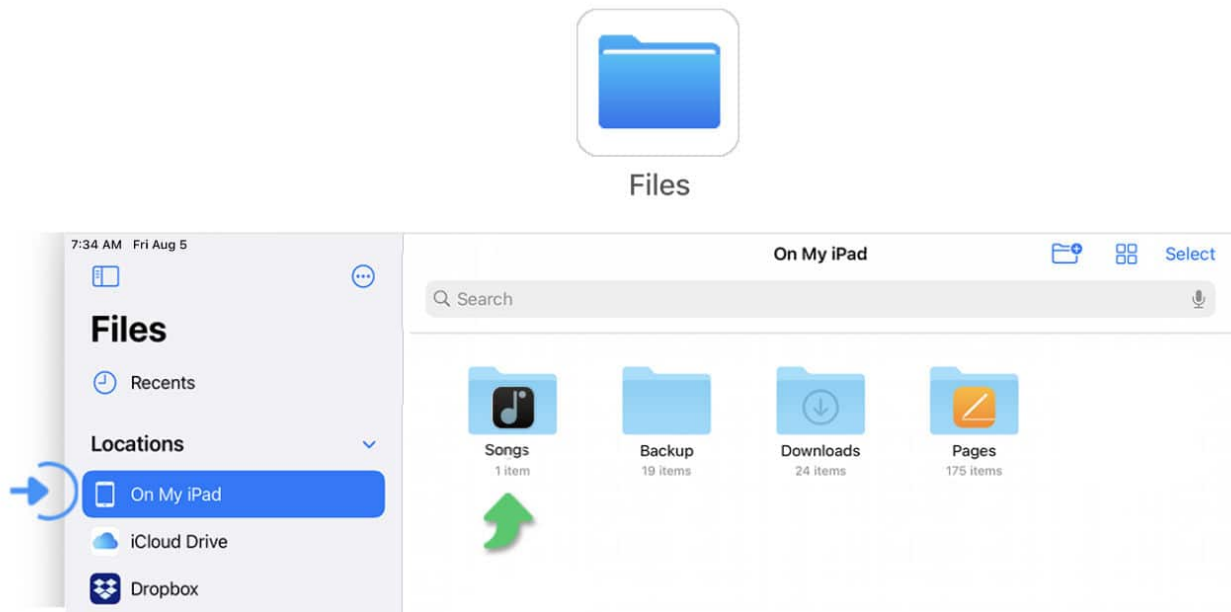 Files
7:34 AM Fri Aug 5
On My iPad
Select
Search
Files
Recents
Locations
On My iPad
iCloud Drive
Dropbox
Songs
1 item
Backup
19 items
Downloads
24 items
Pages
175 items